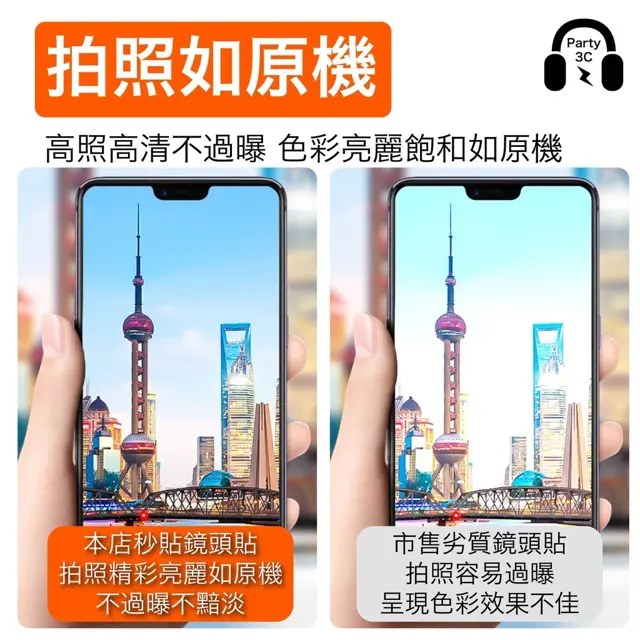 拍照如原機
Party
3C
高照高清不過曝 色彩亮麗飽和如原機
本店秒貼鏡頭貼
拍照精彩亮麗如原機
不過曝不黯淡
市售劣質鏡頭貼
拍照容易過曝
呈現色彩效果不佳